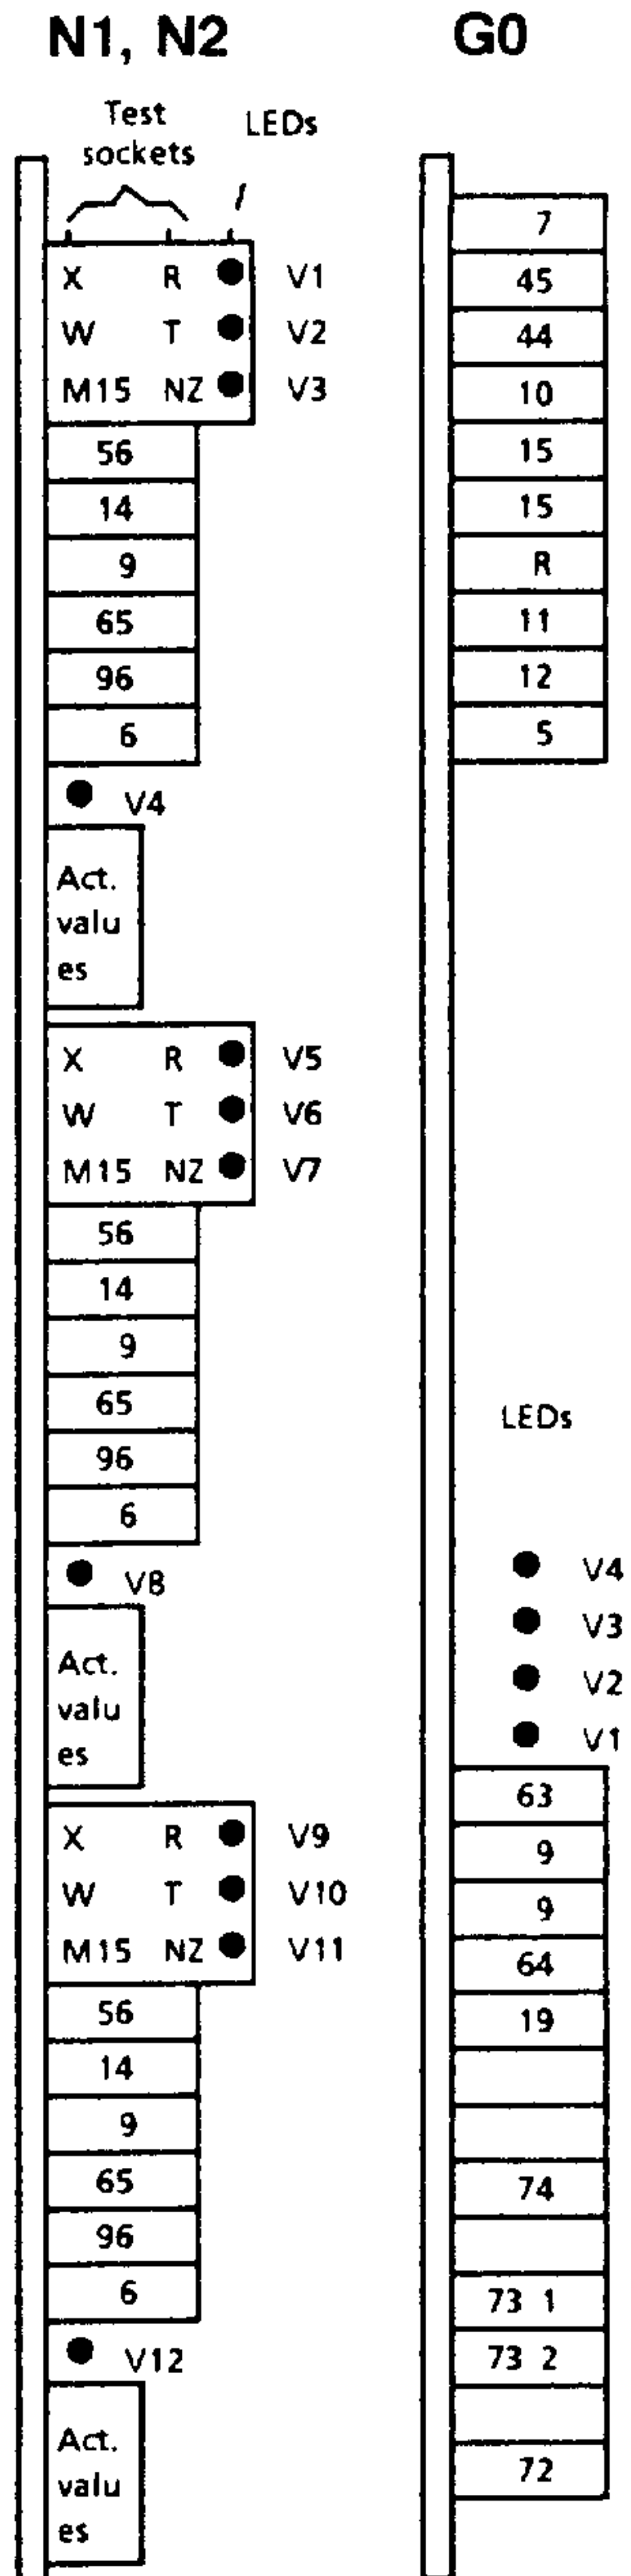 N1, N2
Test sockets
LEDs
X R V1
W T V2
M15 NZ V3
56
14
9
65
96
6
V4
Act.
valu
es
X R V5
W T V6
M15 NZ V7
56
14
9
65
96
6
V8
Act.
valu
es
X R V9
W T V10
M15 NZ V11
56
14
9
65
96
6
V12
Act.
valu
es
G0
7
45
44
10
15
15
R
11
12
5
LEDs
V4
V3
V2
V1
63
9
9
64
19
74
73 1
73 2
72